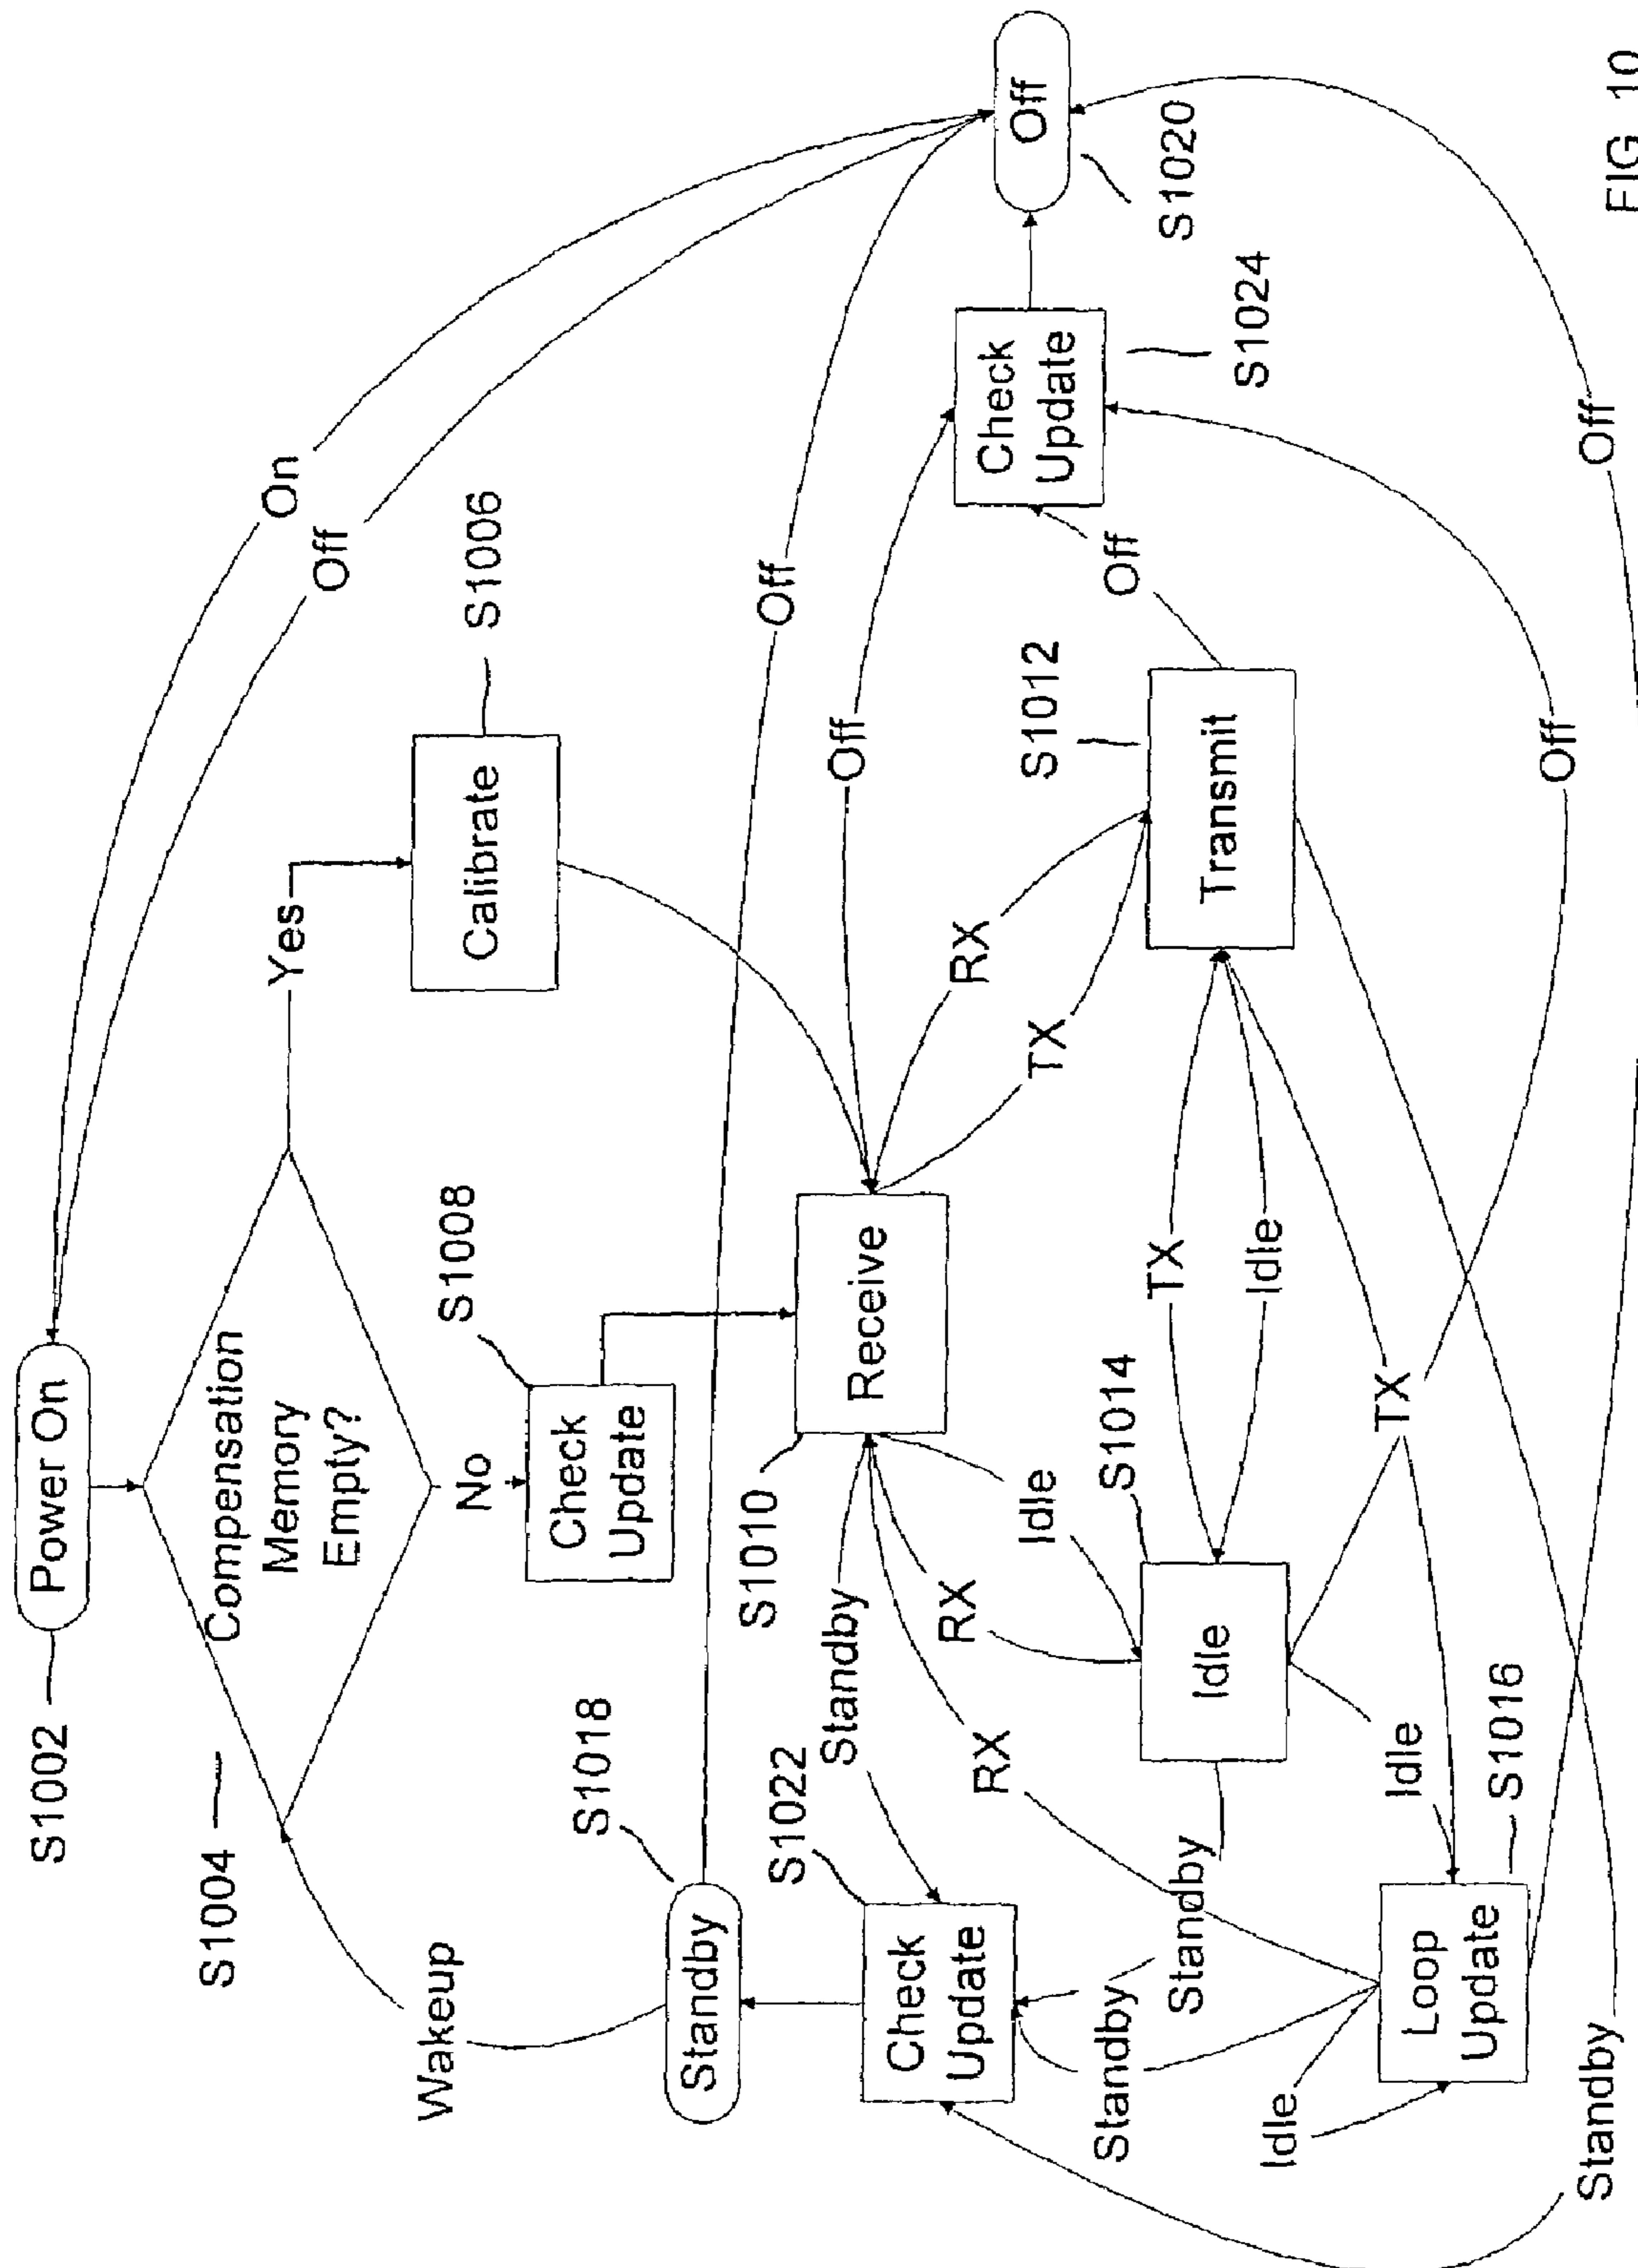 S1002
Power On
On
Off
S1004
Compensation
Memory
Empty?
Yes
Wakeup
No
S1006
Calibrate
S1008
Check
Update
S1018
Standby
Off
S1022
Check
Update
Standby
S1010
Receive
Off
Check
Update
S1024
Off
S1020
RX
RX
Idle
TX
RX
S1012
Off
Standby
Standby
S1014
Idle
TX
Idle
Transmit
Idle
Loop
Update
S1016
Idle
TX
Off
Off
Standby
FIG. 10